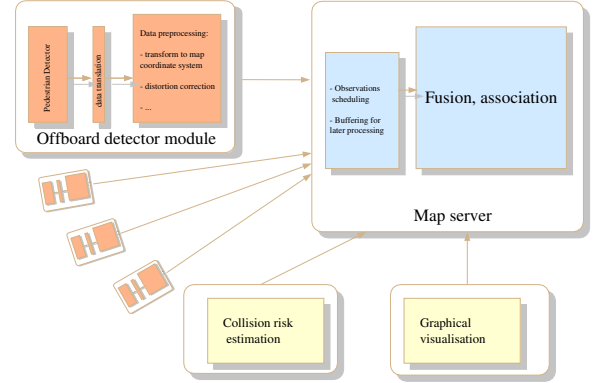 Pedestrian Detector
data translation
Data preprocessing:
- transform to map
coordinate system
- distortion correction
- ...
Offboard detector module
- Observations
scheduling
- Buffering for
later processing
Fusion, association
Map server
Collision risk
estimation
Graphical
visualisation